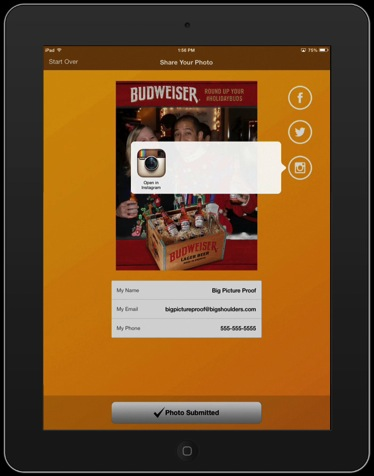 iPad 1:58 PM 75%
Start Over Share Your Photo
BUDWEISER
ROUND UP YOUR
#HOLIDAYBUDS
f
Open in
Instagram
BUDWEISER
LAGER BEER
My Name Big Picture Proof
My Email bigpictureproof@bigshoulders.com
My Phone 555-555-5555
Photo Submitted